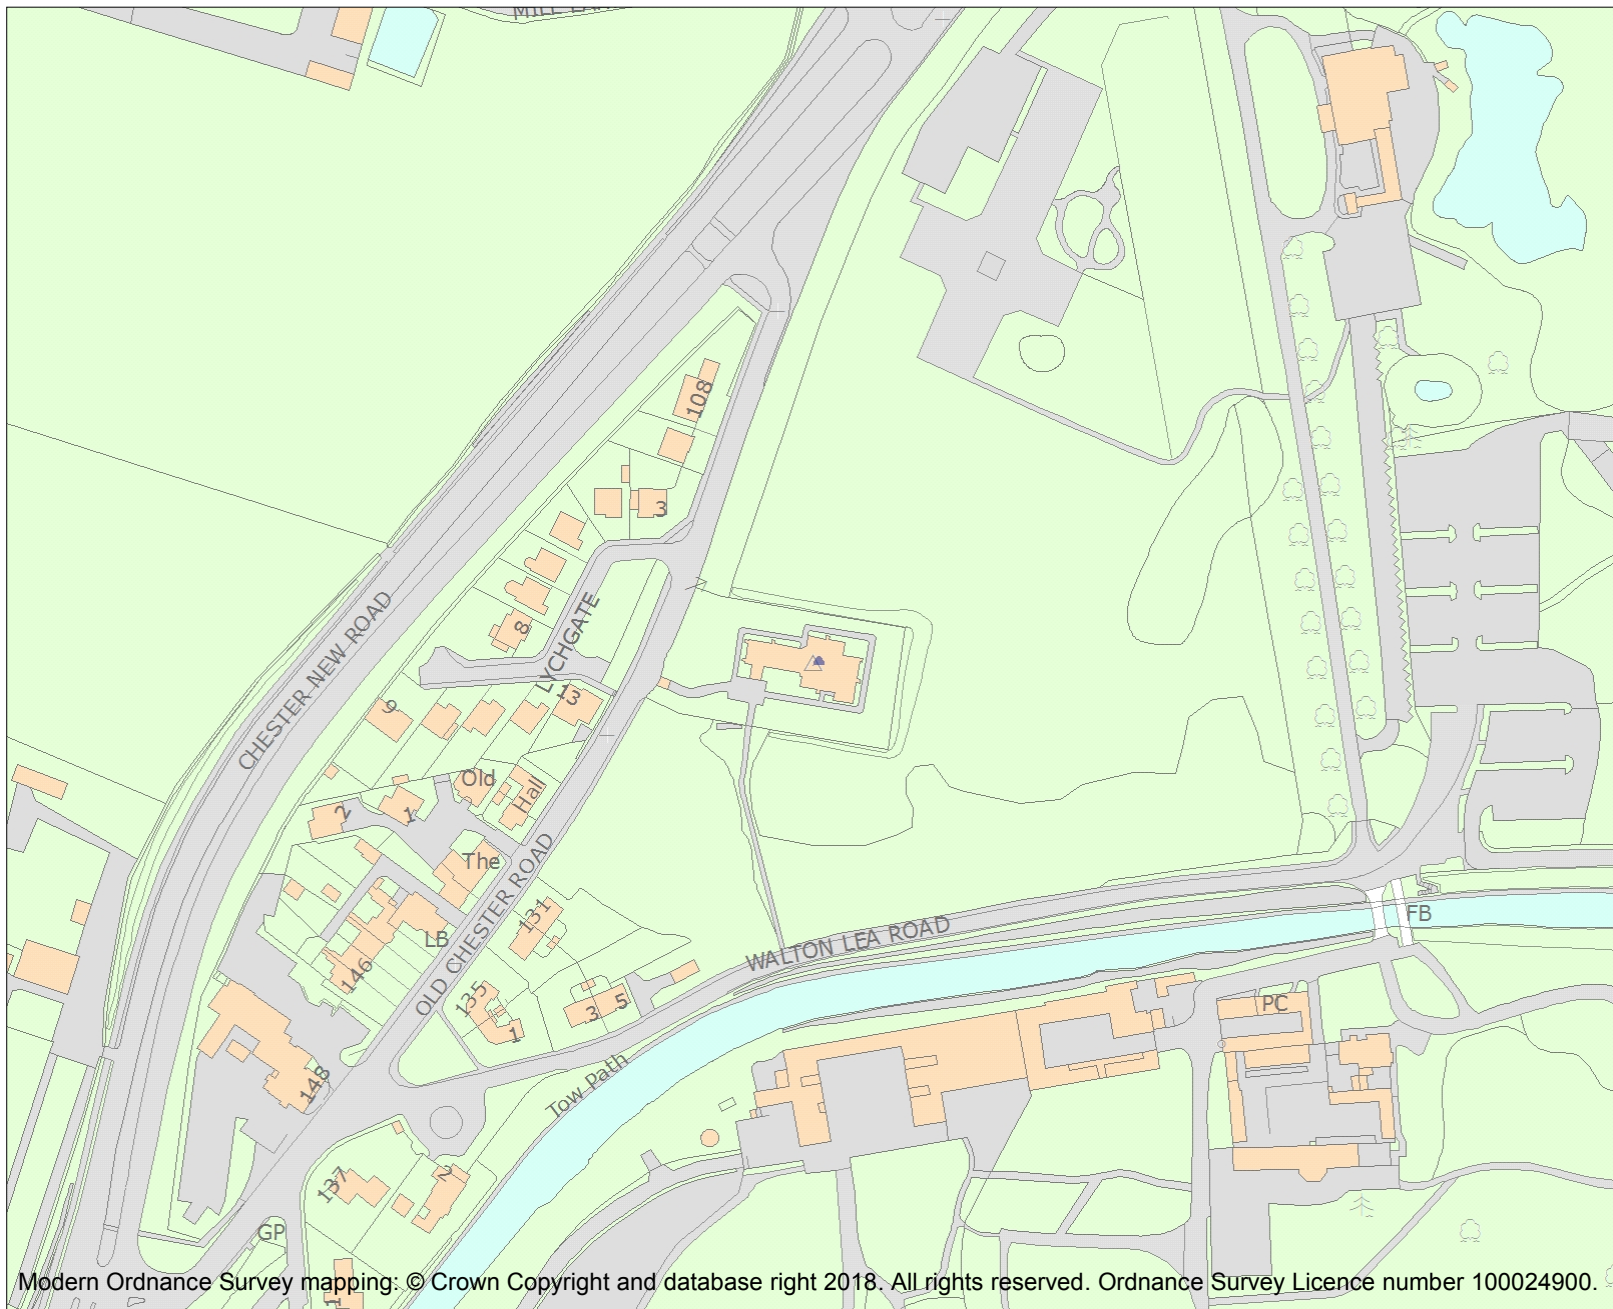 108
3
8
LYCHGATE
CHESTER NEW ROAD
13
9
Old
Hall
2
1
The
131
LB
OLD CHESTER ROAD
WALTON LEA ROAD
FB
146
135
3
5
1
PC
148
Tow Path
137
2
GP
1
Modern Ordnance Survey mapping: © Crown Copyright and database right 2018. All rights reserved. Ordnance Survey Licence number 100024900.